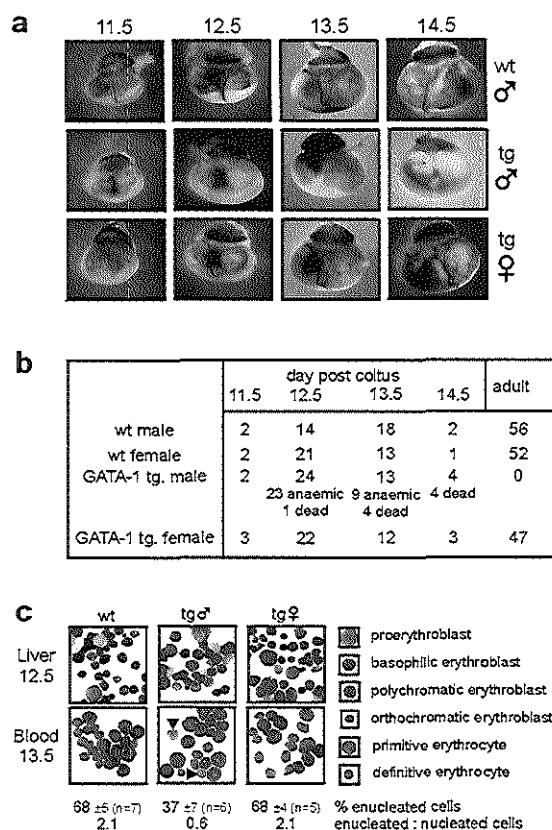 a
11.5 12.5 13.5 14.5
wt
♂
tg
♂
tg
♀
b
day post coitus adult
11.5 12.5 13.5 14.5
wt male 2 14 18 2 56
wt female 2 21 13 1 52
GATA-1 tg. male 2 24 13 4 0
23 anaemic 9 anaemic 4 dead
1 dead 4 dead
GATA-1 tg. female 3 22 12 3 47
c
wt tg♂ tg♀
Liver
12.5
Blood
13.5
proerythroblast
basophilic erythroblast
polychromatic erythroblast
orthochromatic erythroblast
primitive erythrocyte
definitive erythrocyte
68 ±5 (n=7) 37 ±7 (n=6) 68 ±4 (n=5) % enucleated cells
2.1 0.6 2.1 enucleated : nucleated cells